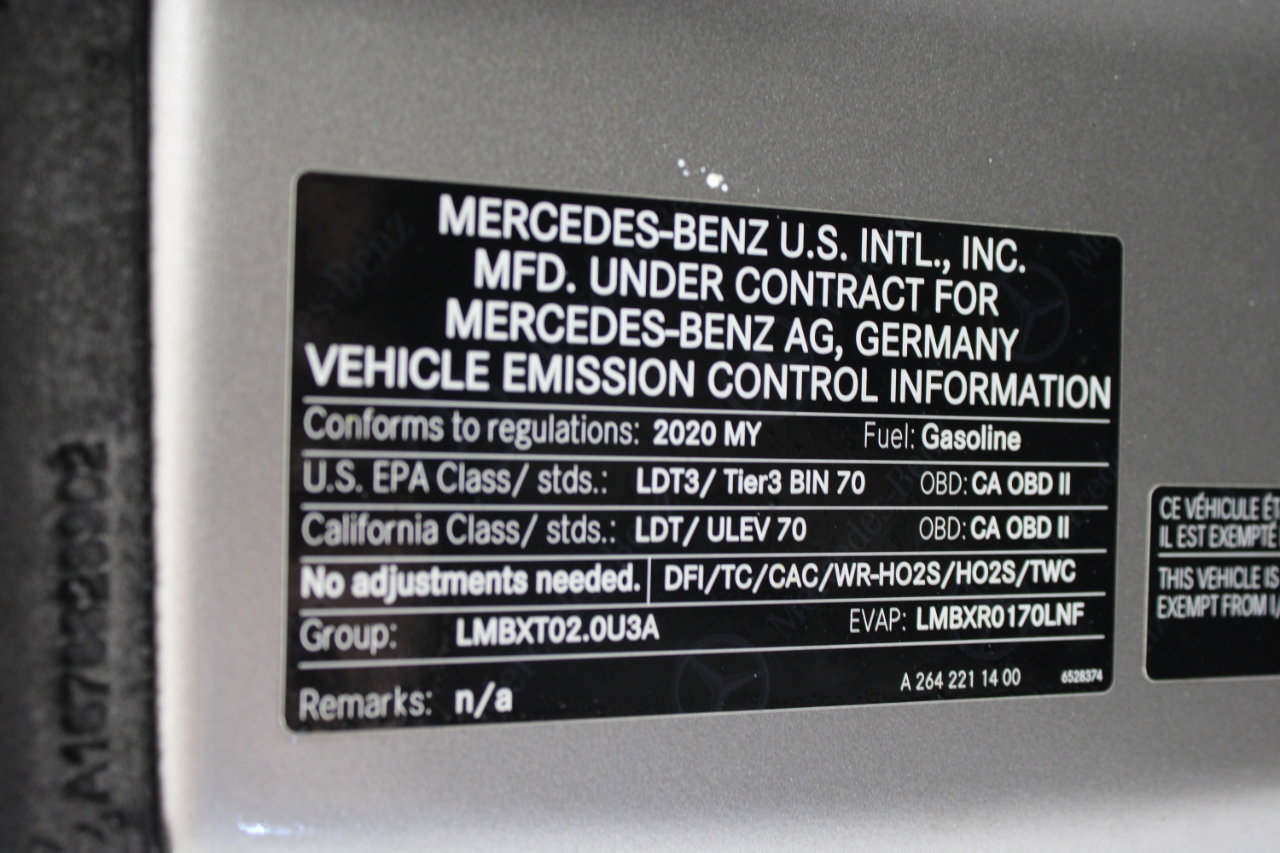 MERCEDES-BENZ U.S. INTL., INC.
MFD. UNDER CONTRACT FOR
MERCEDES-BENZ AG, GERMANY
VEHICLE EMISSION CONTROL INFORMATION
Conforms to regulations: 2020 MY Fuel: Gasoline
U.S. EPA Class/ stds.: LDT3/ Tier3 BIN 70 OBD: CA OBD II
California Class/ stds.: LDT/ ULEV 70 OBD: CA OBD II
No adjustments needed. DFI/TC/CAC/WR-HO2S/HO2S/TWC
Group: LMBXT02.0U3A EVAP: LMBXR0170LNF
Remarks: n/a A 264 221 14 00 6528374
CE VÉHICULE
IL EST EXEMPTÉ
THIS VEHICLE IS
EXEMPT FROM